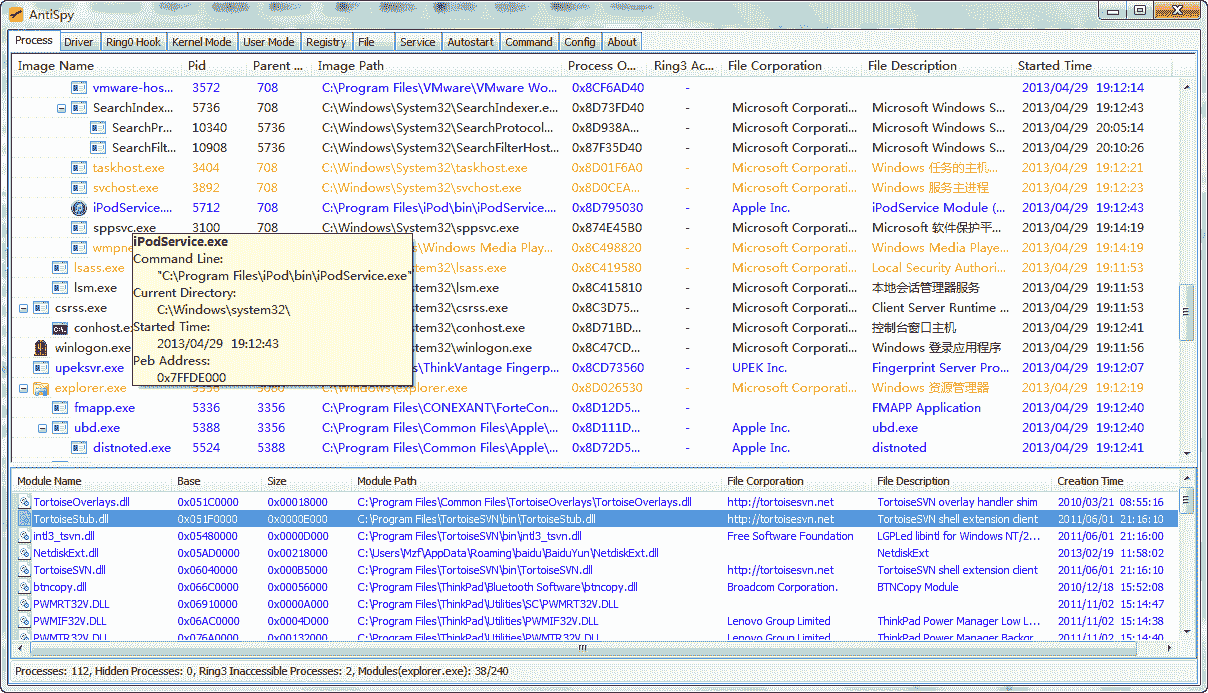 AntiSpy
Process Driver Ring0 Hook Kernel Mode User Mode Registry File Service Autostart Command Config About
Image Name Pid Parent ... Image Path Process O... Ring3 Ac... File Corporation File Description Started Time
vmware-hos... 3572 708 C:\Program Files\VMware\VMware Wo... 0x8CF6AD40 - 2013/04/29 19:12:14
SearchIndex... 5736 708 C:\Windows\System32\SearchIndexer.e... 0x8D73FD40 - Microsoft Corporati... Microsoft Windows S... 2013/04/29 19:12:43
SearchPr... 10340 5736 C:\Windows\System32\SearchProtocol... 0x8D938A... - Microsoft Corporati... Microsoft Windows S... 2013/04/29 20:05:14
SearchFilt... 10908 5736 C:\Windows\System32\SearchFilterHost... 0x87F35D40 - Microsoft Corporati... Microsoft Windows S... 2013/04/29 20:10:26
taskhost.exe 3404 708 C:\Windows\System32\taskhost.exe 0x8D01F6A0 - Microsoft Corporati... Windows 任务的主机... 2013/04/29 19:12:21
svchost.exe 3892 708 C:\Windows\System32\svchost.exe 0x8D0CEA... - Microsoft Corporati... Windows 服务主进程 2013/04/29 19:12:23
iPodService.... 5712 708 C:\Program Files\iPod\bin\iPodService.... 0x8D795030 - Apple Inc. iPodService Module (... 2013/04/29 19:12:43
sppsvc.exe 3100 708 C:\Windows\System32\sppsvc.exe 0x874E45B0 - Microsoft Corporati... Microsoft 软件保护平... 2013/04/29 19:14:19
wmpne \Windows Media Play... 0x8C498820 - Microsoft Corporati... Windows Media Playe... 2013/04/29 19:14:19
lsass.exe tem32\lsass.exe 0x8C419580 - Microsoft Corporati... Local Security Authori... 2013/04/29 19:11:53
lsm.exe tem32\lsm.exe 0x8C415810 - Microsoft Corporati... 本地会话管理器服务 2013/04/29 19:11:53
csrss.exe tem32\csrss.exe 0x8C3D75... - Microsoft Corporati... Client Server Runtime ... 2013/04/29 19:11:53
conhost.e tem32\conhost.exe 0x8D71BD... - Microsoft Corporati... 控制台窗口主机 2013/04/29 19:12:41
winlogon.exe tem32\winlogon.exe 0x8C47CD... - Microsoft Corporati... Windows 登录应用程序 2013/04/29 19:11:56
upeksvr.exe \ThinkVantage Fingerp... 0x8CD73560 - UPEK Inc. Fingerprint Server Pro... 2013/04/29 19:12:07
explorer.exe \explorer.exe 0x8D026530 - Microsoft Corporati... Windows 资源管理器 2013/04/29 19:12:19
fmapp.exe 5336 3356 C:\Program Files\CONEXANT\ForteCon... 0x8D12D5... - FMAPP Application 2013/04/29 19:12:40
ubd.exe 5388 3356 C:\Program Files\Common Files\Apple\... 0x8D111D... - Apple Inc. ubd.exe 2013/04/29 19:12:40
distnoted.exe 5524 5388 C:\Program Files\Common Files\Apple\... 0x8D72D5... - Apple Inc. distnoted 2013/04/29 19:12:41
iPodService.exe
Command Line:
"C:\Program Files\iPod\bin\iPodService.exe"
Current Directory:
C:\Windows\system32\
Started Time:
2013/04/29 19:12:43
Peb Address:
0x7FFDE000
Module Name Base Size Module Path File Corporation File Description Creation Time
TortoiseOverlays.dll 0x051C0000 0x00018000 C:\Program Files\Common Files\TortoiseOverlays\TortoiseOverlays.dll http://tortoisesvn.net TortoiseSVN overlay handler shim 2010/03/21 08:55:16
TortoiseStub.dll 0x051F0000 0x0000E000 C:\Program Files\TortoiseSVN\bin\TortoiseStub.dll http://tortoisesvn.net TortoiseSVN shell extension client 2011/06/01 21:16:10
intl3_tsvn.dll 0x05480000 0x0000D000 C:\Program Files\TortoiseSVN\bin\intl3_tsvn.dll Free Software Foundation LGPLed libintl for Windows NT/2... 2011/06/01 21:16:00
NetdiskExt.dll 0x05AD0000 0x00218000 C:\Users\Mzf\AppData\Roaming\baidu\BaiduYun\NetdiskExt.dll NetdiskExt 2013/02/19 11:58:02
TortoiseSVN.dll 0x06040000 0x000B5000 C:\Program Files\TortoiseSVN\bin\TortoiseSVN.dll http://tortoisesvn.net TortoiseSVN shell extension client 2011/06/01 21:16:10
btncopy.dll 0x066C0000 0x00056000 C:\Program Files\ThinkPad\Bluetooth Software\btncopy.dll Broadcom Corporation. BTNCopy Module 2010/12/18 15:52:08
PWMRT32V.DLL 0x06910000 0x0000A000 C:\Program Files\ThinkPad\Utilities\SC\PWMRT32V.DLL 2011/11/02 15:14:47
PWMIF32V.DLL 0x06AC0000 0x0004D000 C:\Program Files\ThinkPad\Utilities\PWMIF32V.DLL Lenovo Group Limited ThinkPad Power Manager Low L... 2011/11/02 15:14:38
PWMTR32V.DLL 0x076A0000 0x00132000 C:\Program Files\ThinkPad\Utilities\PWMTR32V.DLL Lenovo Group Limited ThinkPad Power Manager Backgr... 2011/11/02 15:14:40
Processes: 112, Hidden Processes: 0, Ring3 Inaccessible Processes: 2, Modules(explorer.exe): 38/240